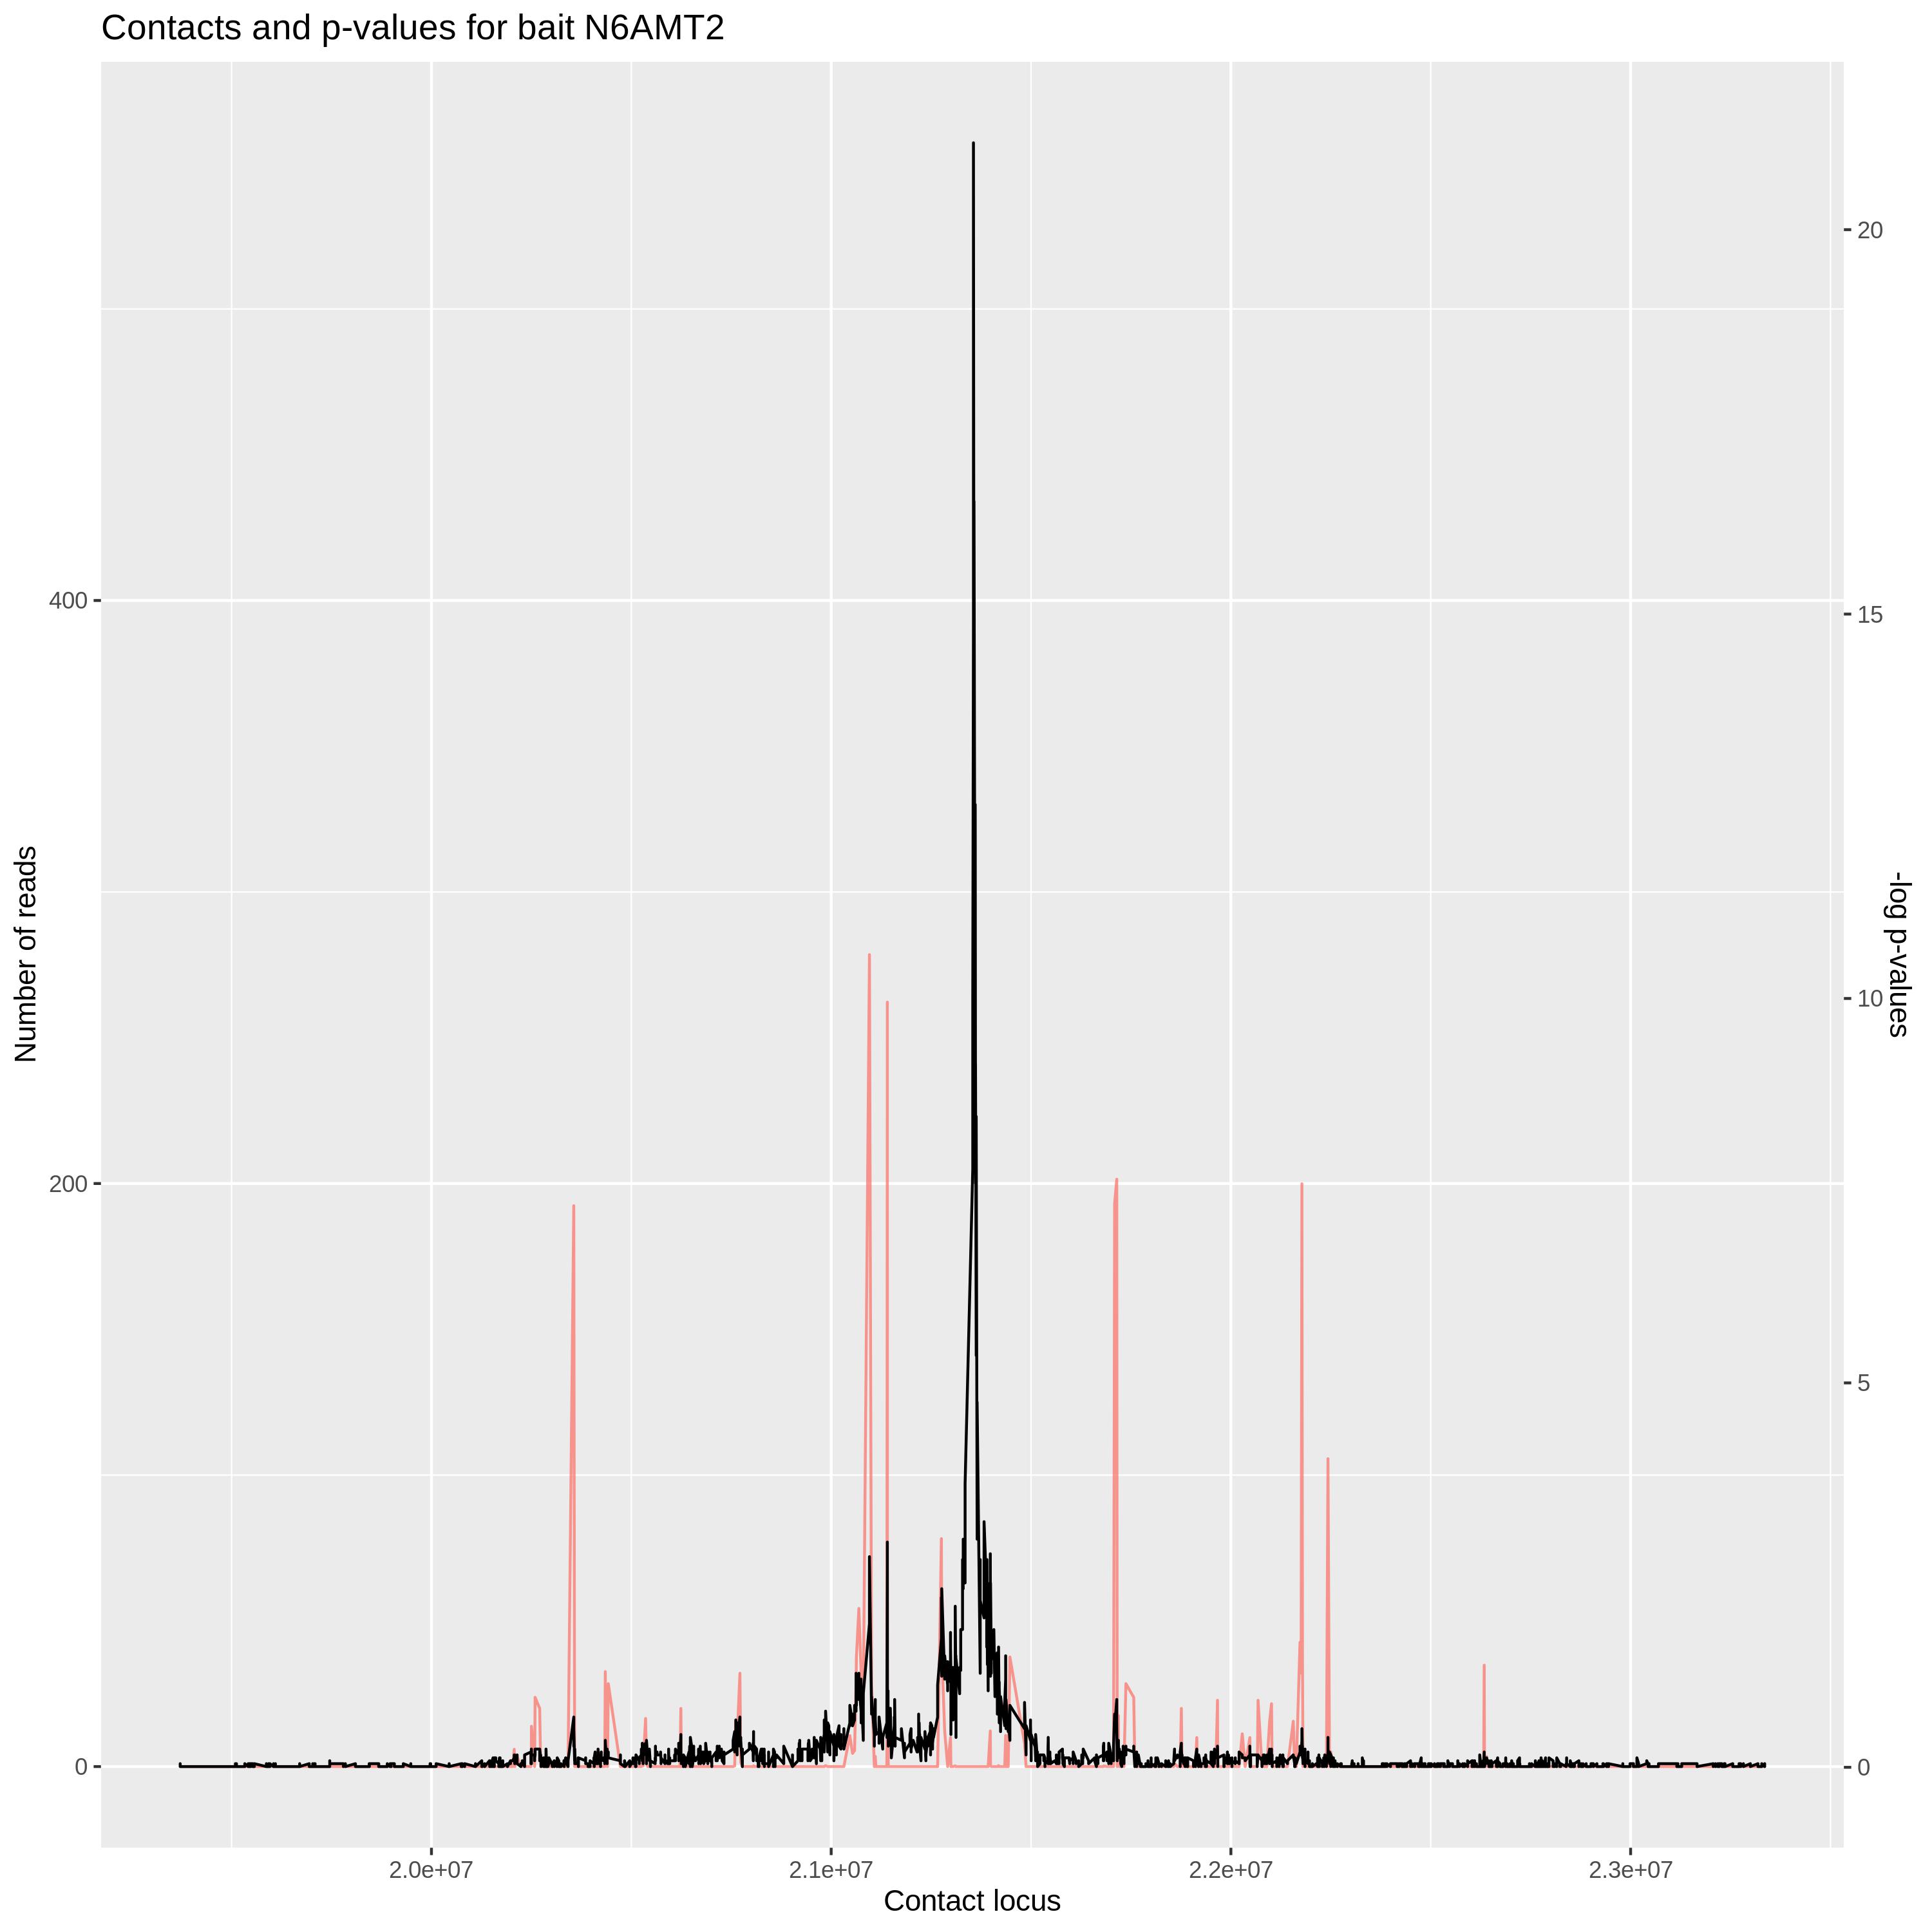 Contacts and p-values for bait N6AMT2
Number of reads
400
200
0
20
15
10
5
0
-log p-values
2.0e+07
2.1e+07
2.2e+07
2.3e+07
Contact locus